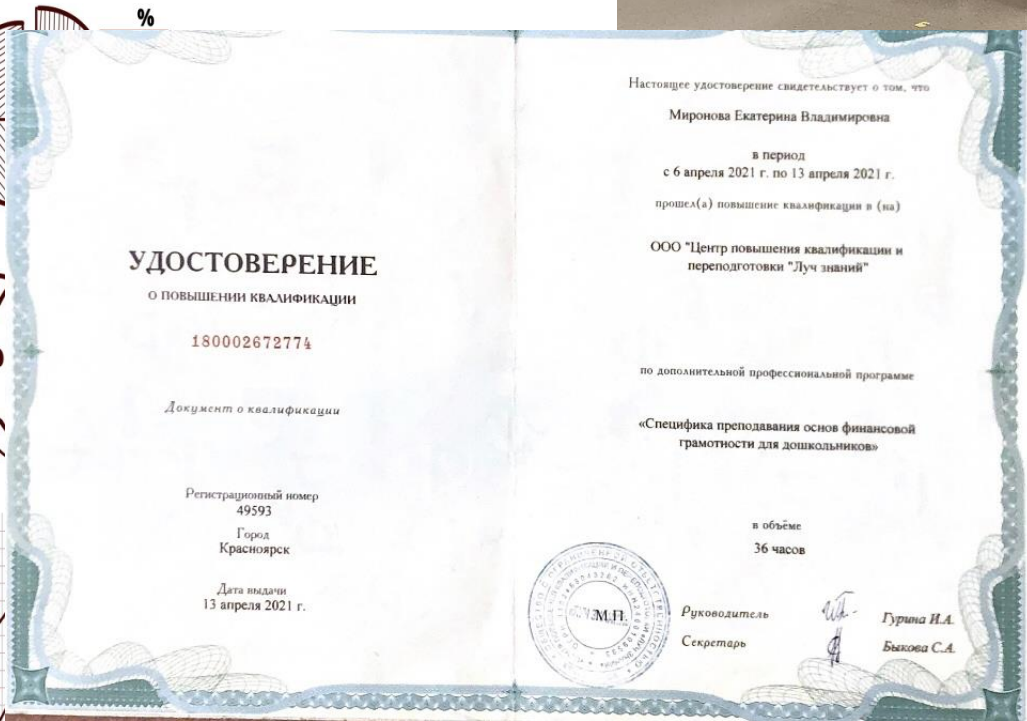 %
УДОСТОВЕРЕНИЕ
О ПОВЫШЕНИИ КВАЛИФИКАЦИИ
180002672774
Документ о квалификации
Регистрационный номер
49593
Город
Красноярск
Дата выдачи
13 апреля 2021 г.
Настоящее удостоверение свидетельствует о том, что
Миронова Екатерина Владимировна
в период
с 6 апреля 2021 г. по 13 апреля 2021 г.
прошел(а) повышение квалификации в (на)
ООО "Центр повышения квалификации и
переподготовки "Луч знаний"
по дополнительной профессиональной программе
«Специфика преподавания основ финансовой
грамотности для дошкольников»
в объёме
36 часов
М.П.
Руководитель
Гурина И.А.
Секретарь
Быкова С.А.